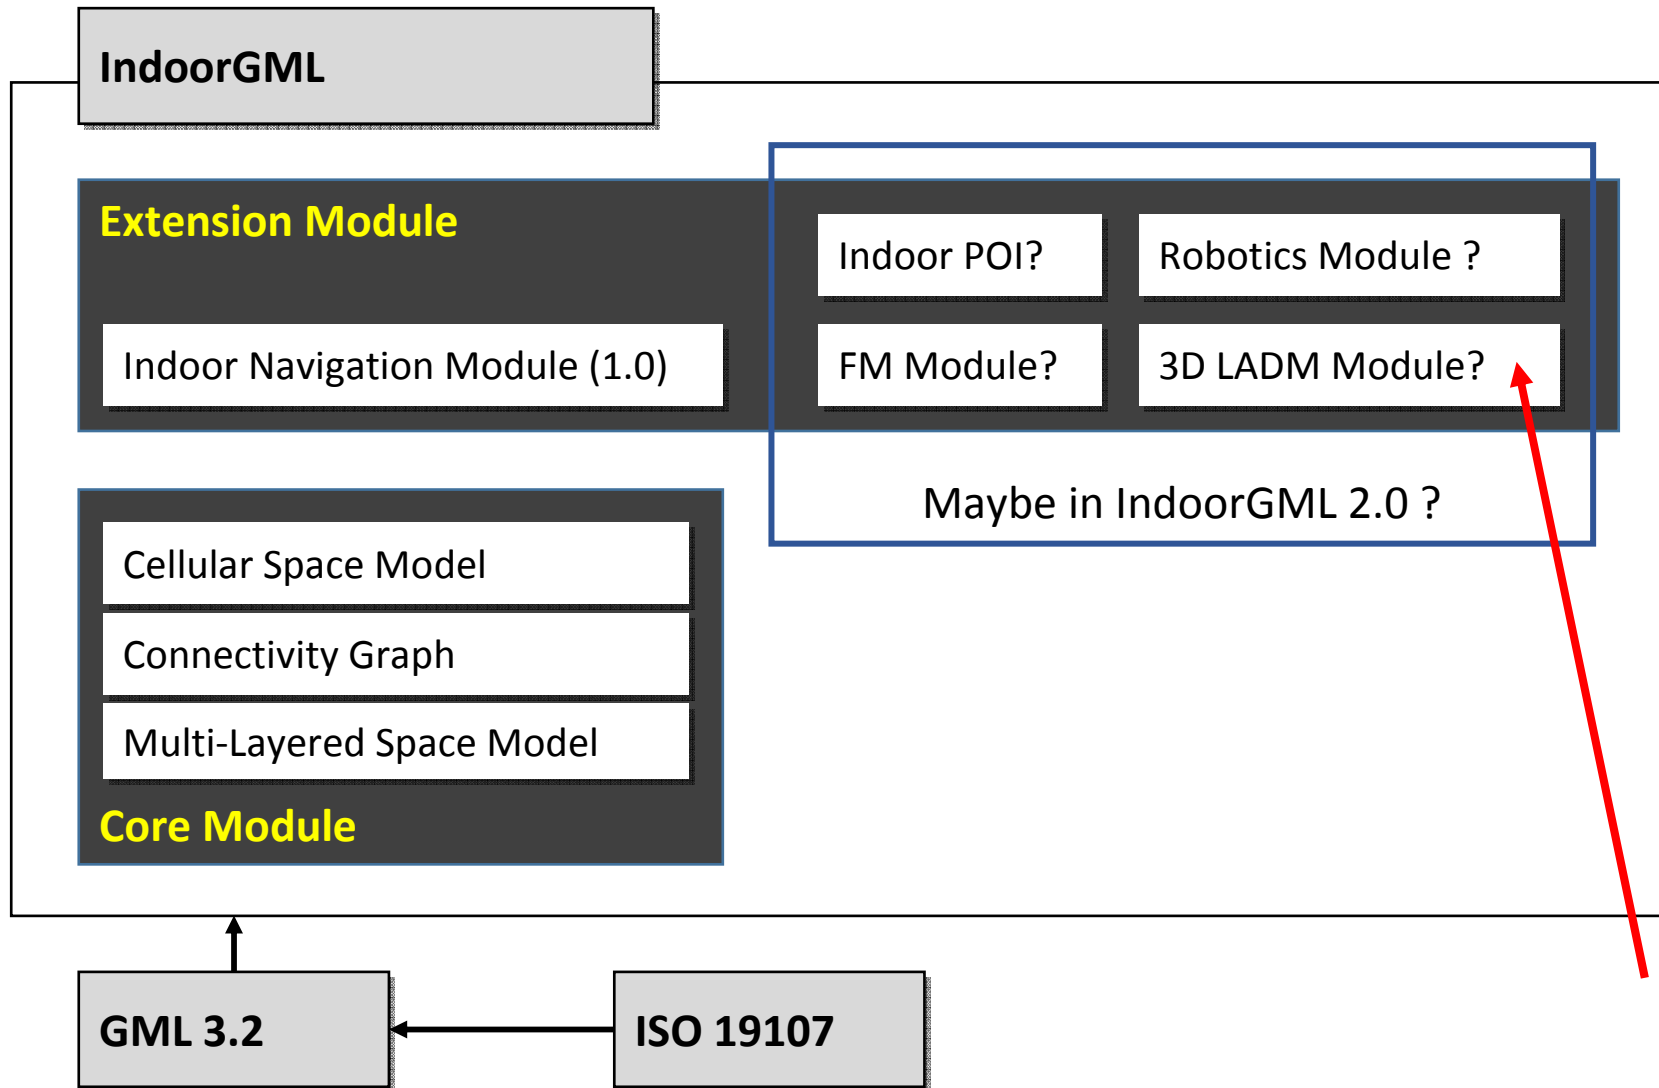 IndoorGML
Extension Module
Indoor POI?
Robotics Module ?
Indoor Navigation Module (1.0)
FM Module?
3D LADM Module?
Maybe in IndoorGML 2.0 ?
Cellular Space Model
Connectivity Graph
Multi-Layered Space Model
Core Module
GML 3.2
ISO 19107